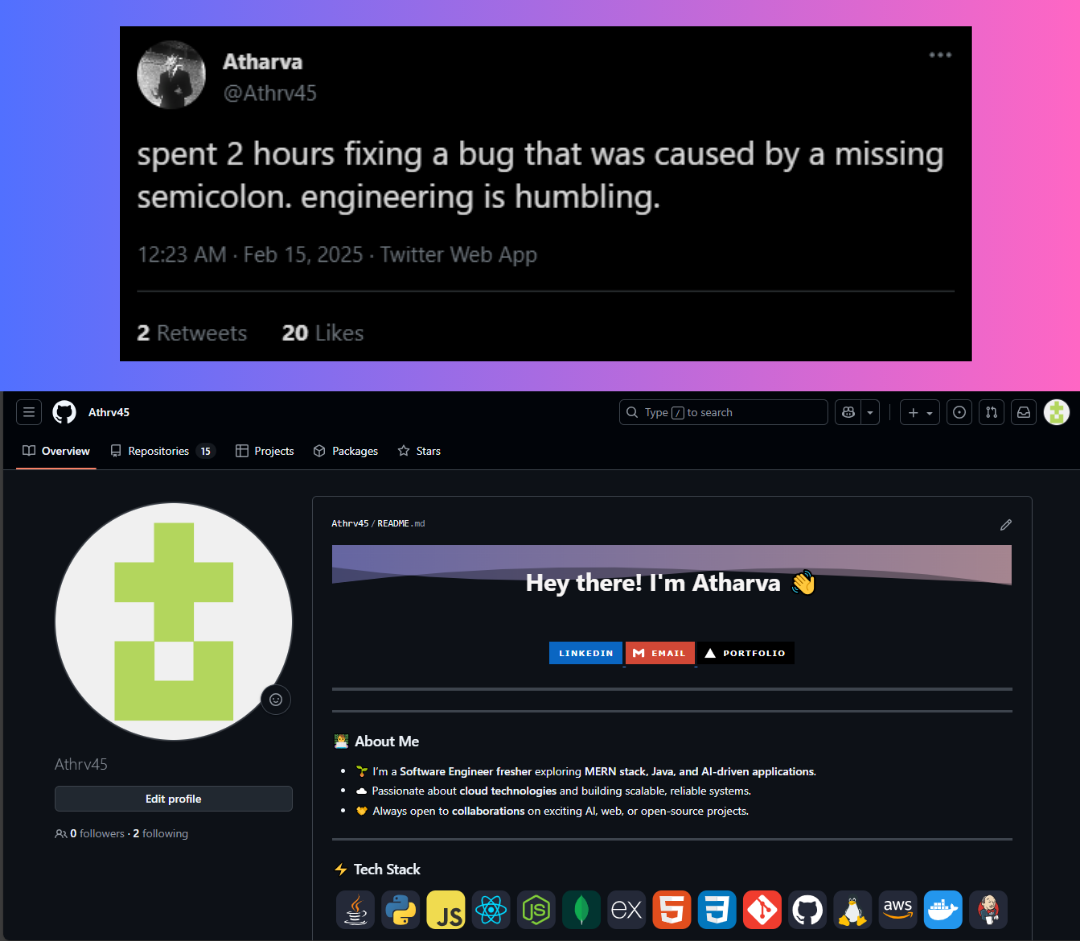 Atharva
@Athrv45
spent 2 hours fixing a bug that was caused by a missing
semicolon. engineering is humbling.
12:23 AM · Feb 15, 2025 · Twitter Web App
2 Retweets 20 Likes
Athrv45
Type / to search
Overview Repositories 15 Projects Packages Stars
Athrv45/README.md
Hey there! I'm Atharva 👋
LINKEDIN EMAIL PORTFOLIO
About Me
I'm a Software Engineer fresher exploring MERN stack, Java, and AI-driven applications.
Passionate about cloud technologies and building scalable, reliable systems.
Always open to collaborations on exciting AI, web, or open-source projects.
Athrv45
Edit profile
0 followers · 2 following
⚡ Tech Stack
JS
EX
5
3
aws